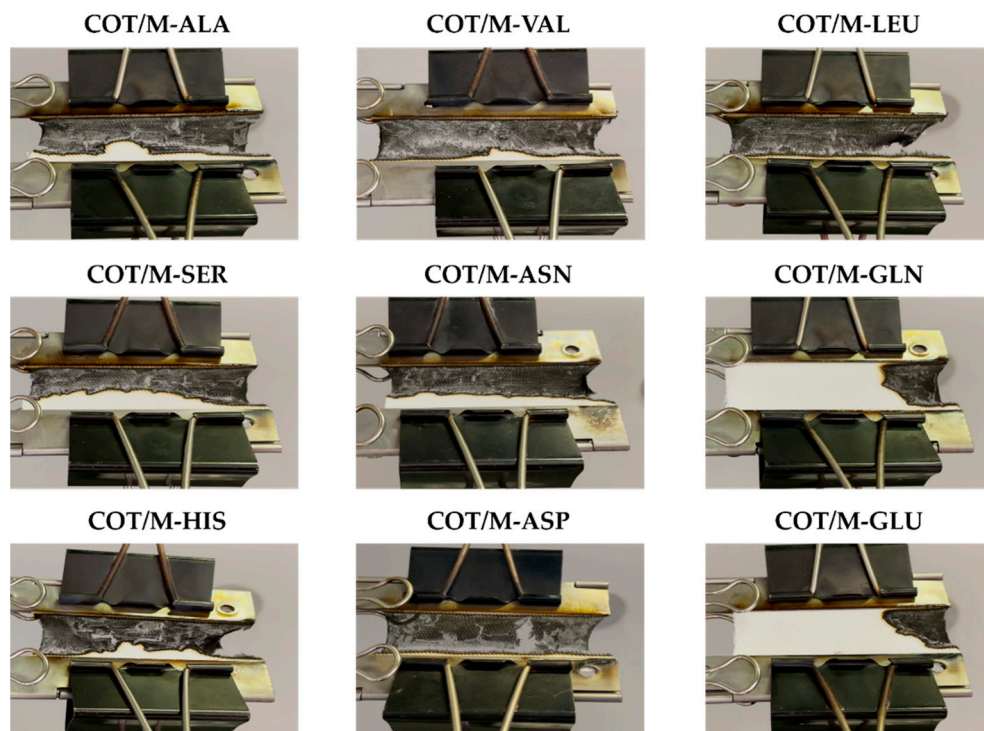 COT/M-ALA
COT/M-VAL
COT/M-LEU
COT/M-SER
COT/M-ASN
COT/M-GLN
COT/M-HIS
COT/M-ASP
COT/M-GLU